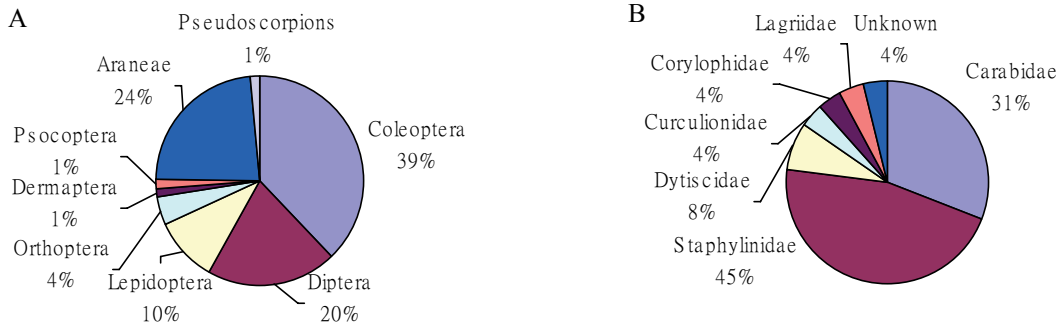 A
Pseudoscorpions
1%
Araneae
24%
Coleoptera
39%
Psocoptera
1%
Dermaptera
1%
Orthoptera
4%
Lepidoptera
10%
Diptera
20%
B
Lagriidae
4%
Unknown
4%
Corylophidae
4%
Carabidae
31%
Curculionidae
4%
Dytiscidae
8%
Staphylinidae
45%